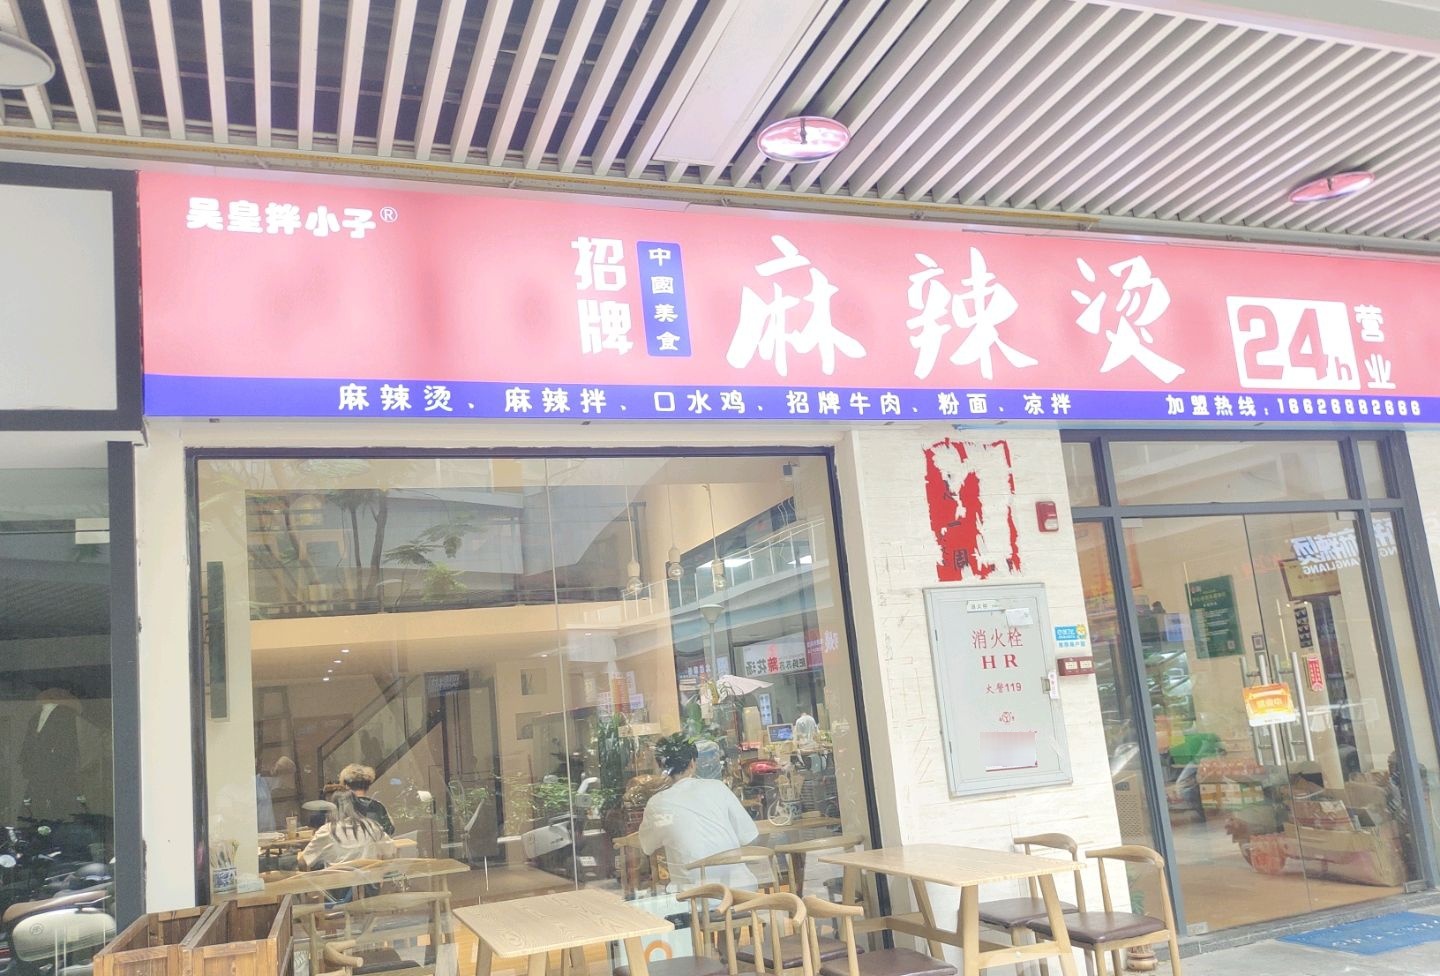 吴皇拌小子®
招牌
中國美食
麻辣烫
24h
营业
麻辣烫、麻辣拌、口水鸡、招牌牛肉、粉面、凉拌
加盟热线:16626882666
消火栓
HR
火警119